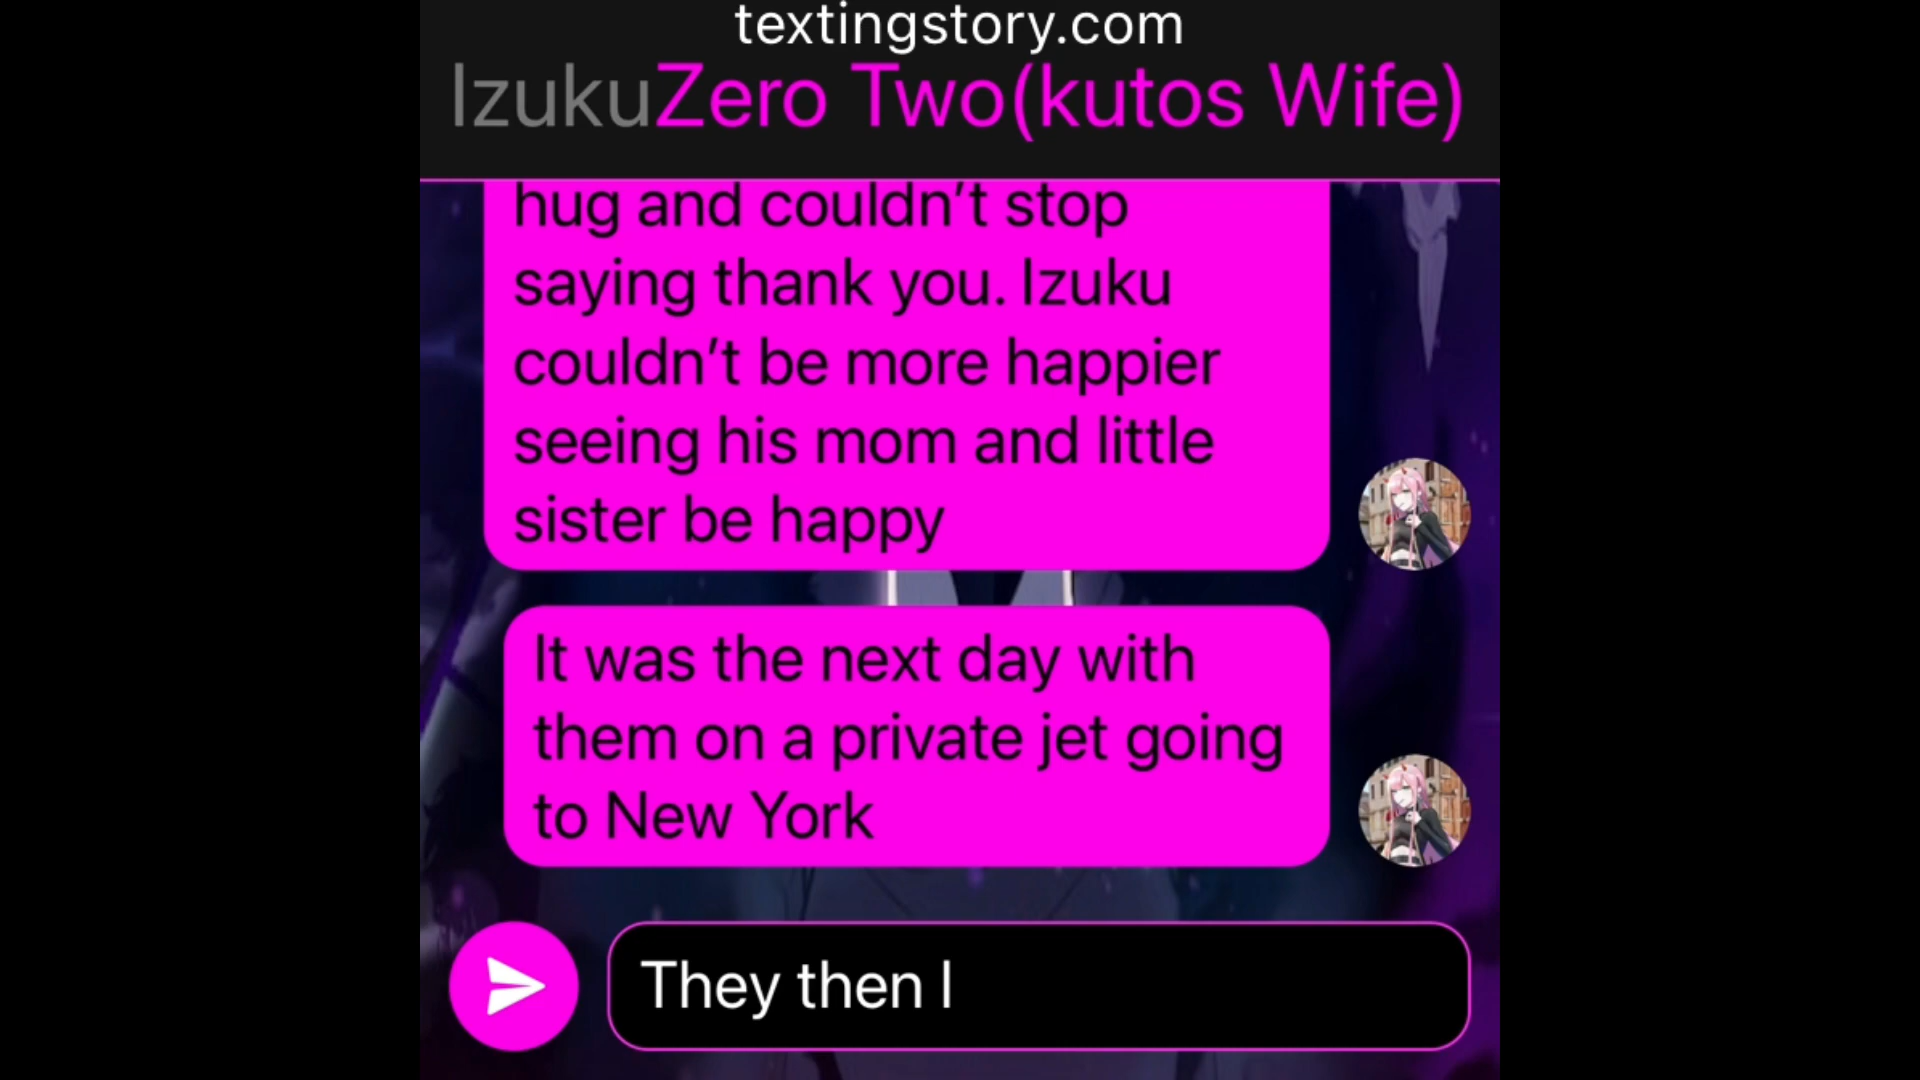 textingstory.com
IzukuZero Two(kutos Wife)
hug and couldn’t stop
saying thank you. Izuku
couldn’t be more happier
seeing his mom and little
sister be happy
It was the next day with
them on a private jet going
to New York
They then l